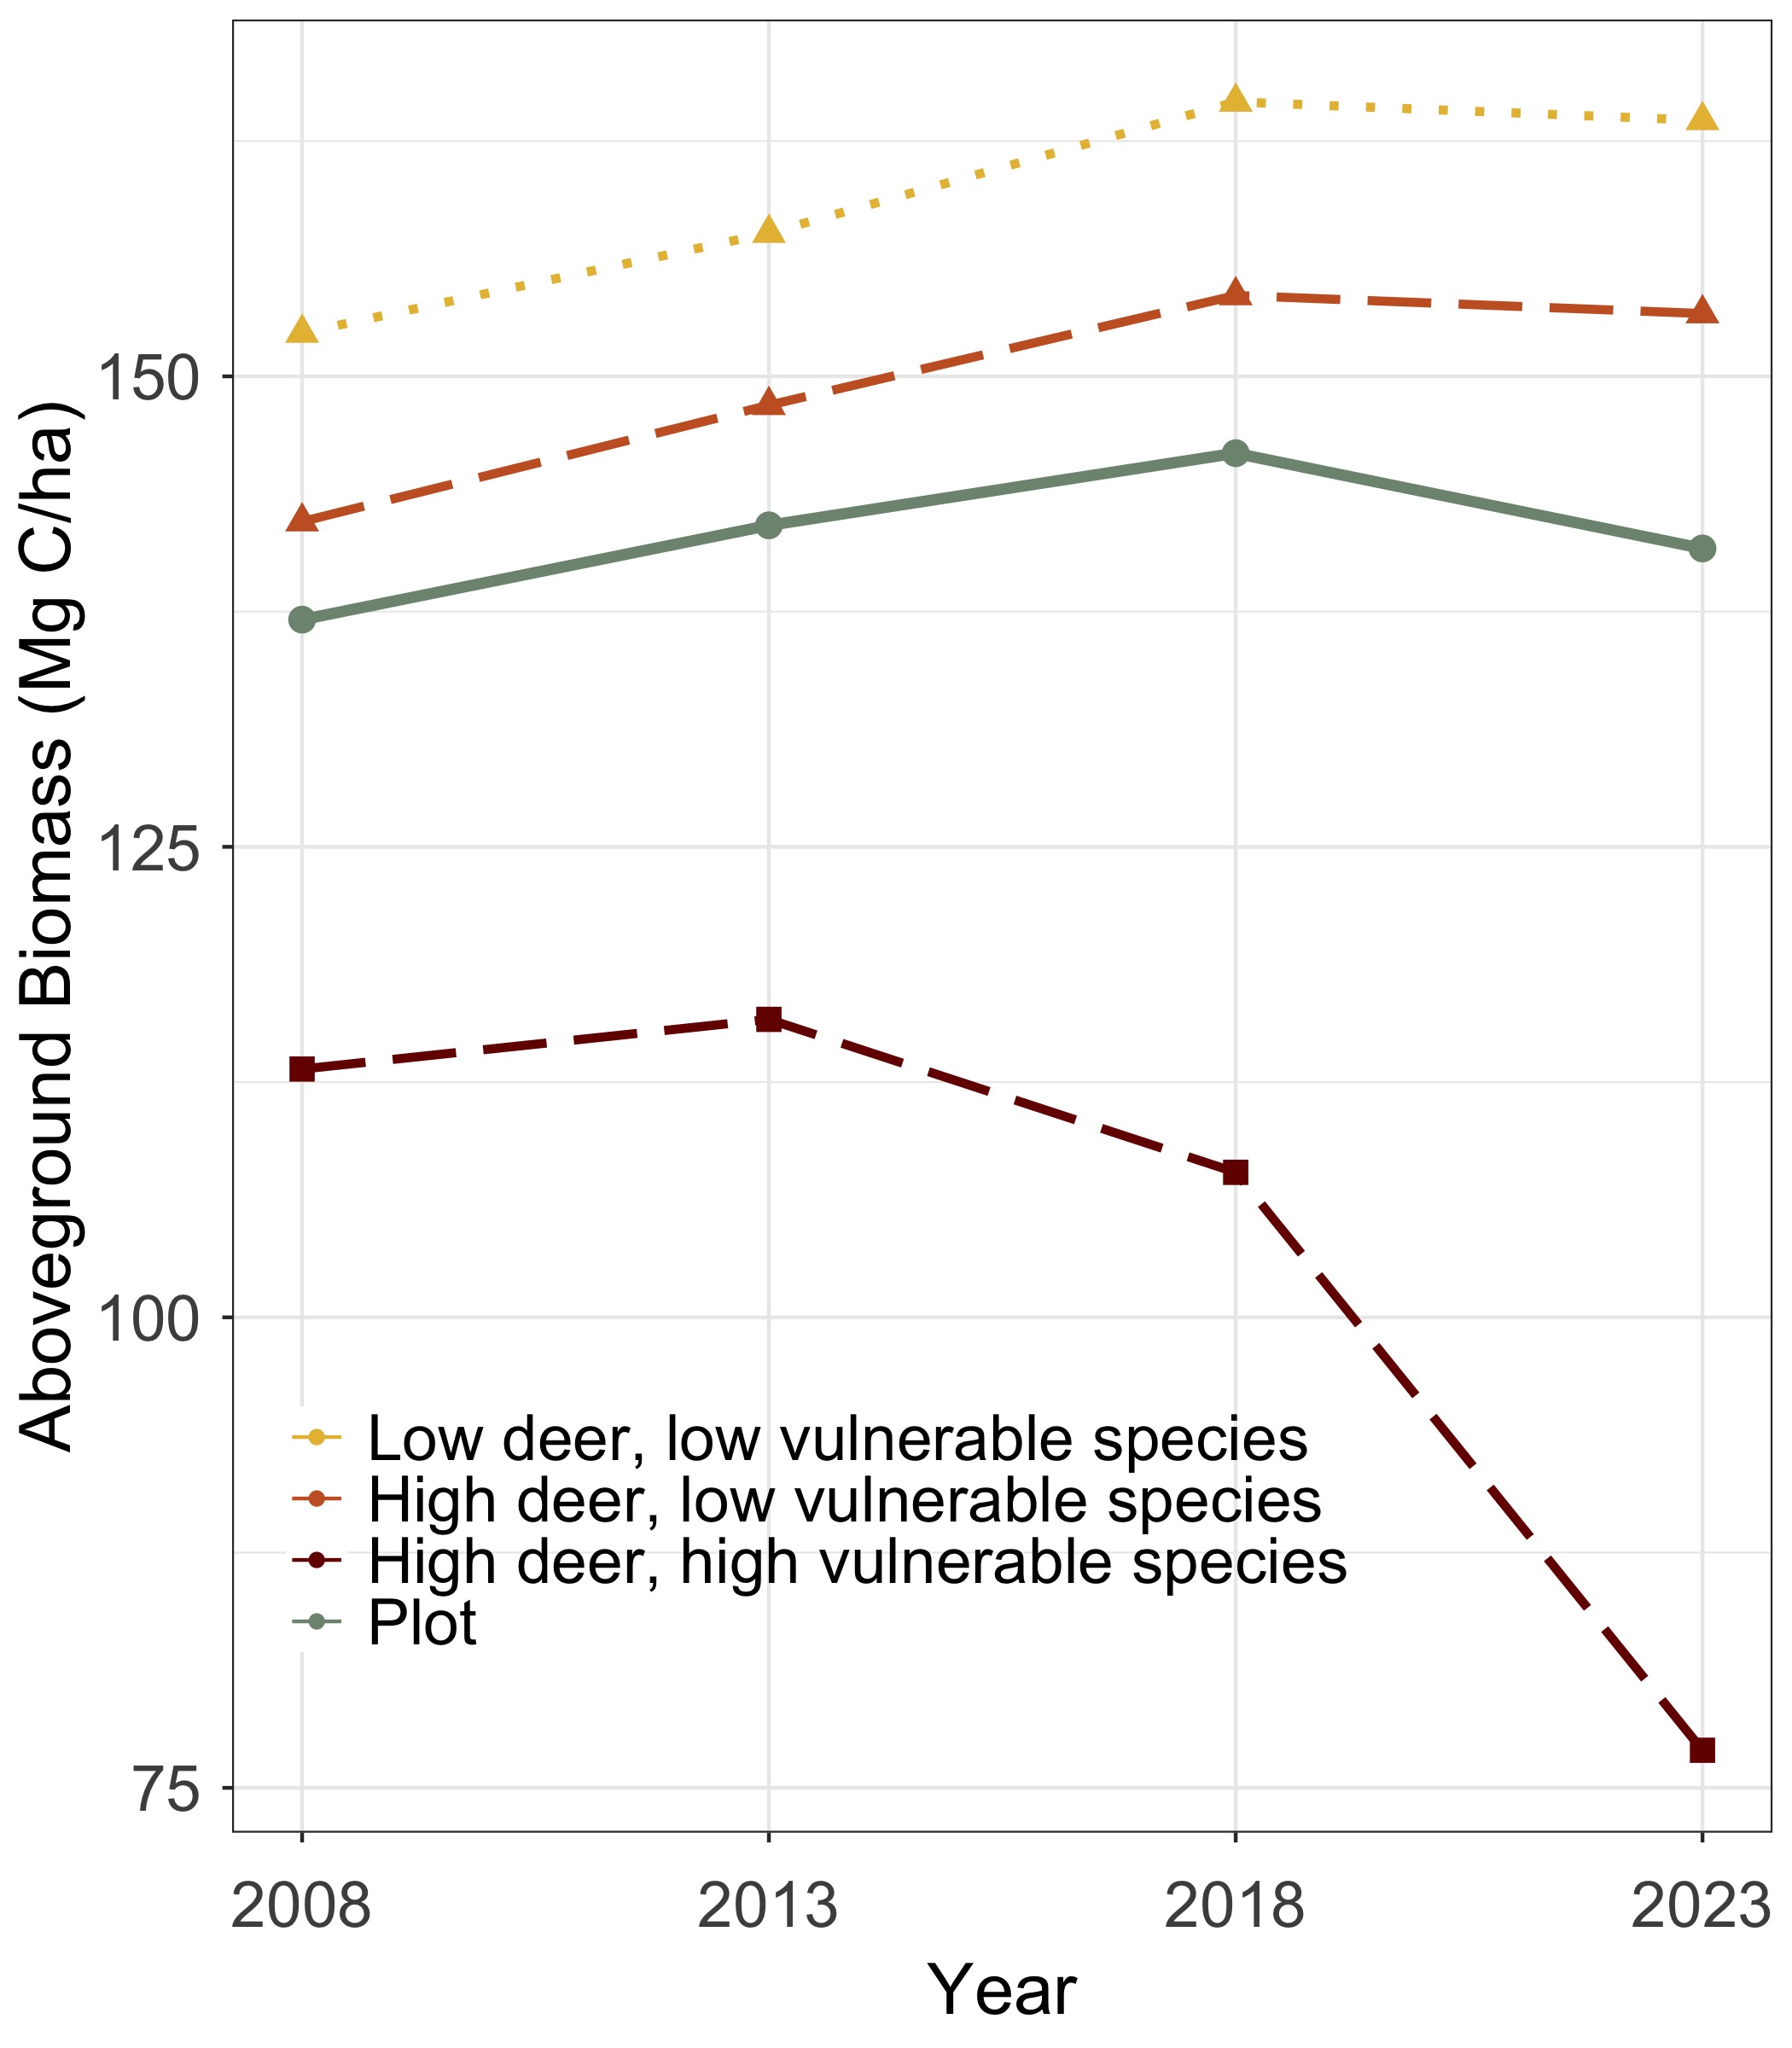 Aboveground Biomass (Mg C/ha)
150
125
100
75
Low deer, low vulnerable species
High deer, low vulnerable species
High deer, high vulnerable species
Plot
2008 2013 2018 2023
Year